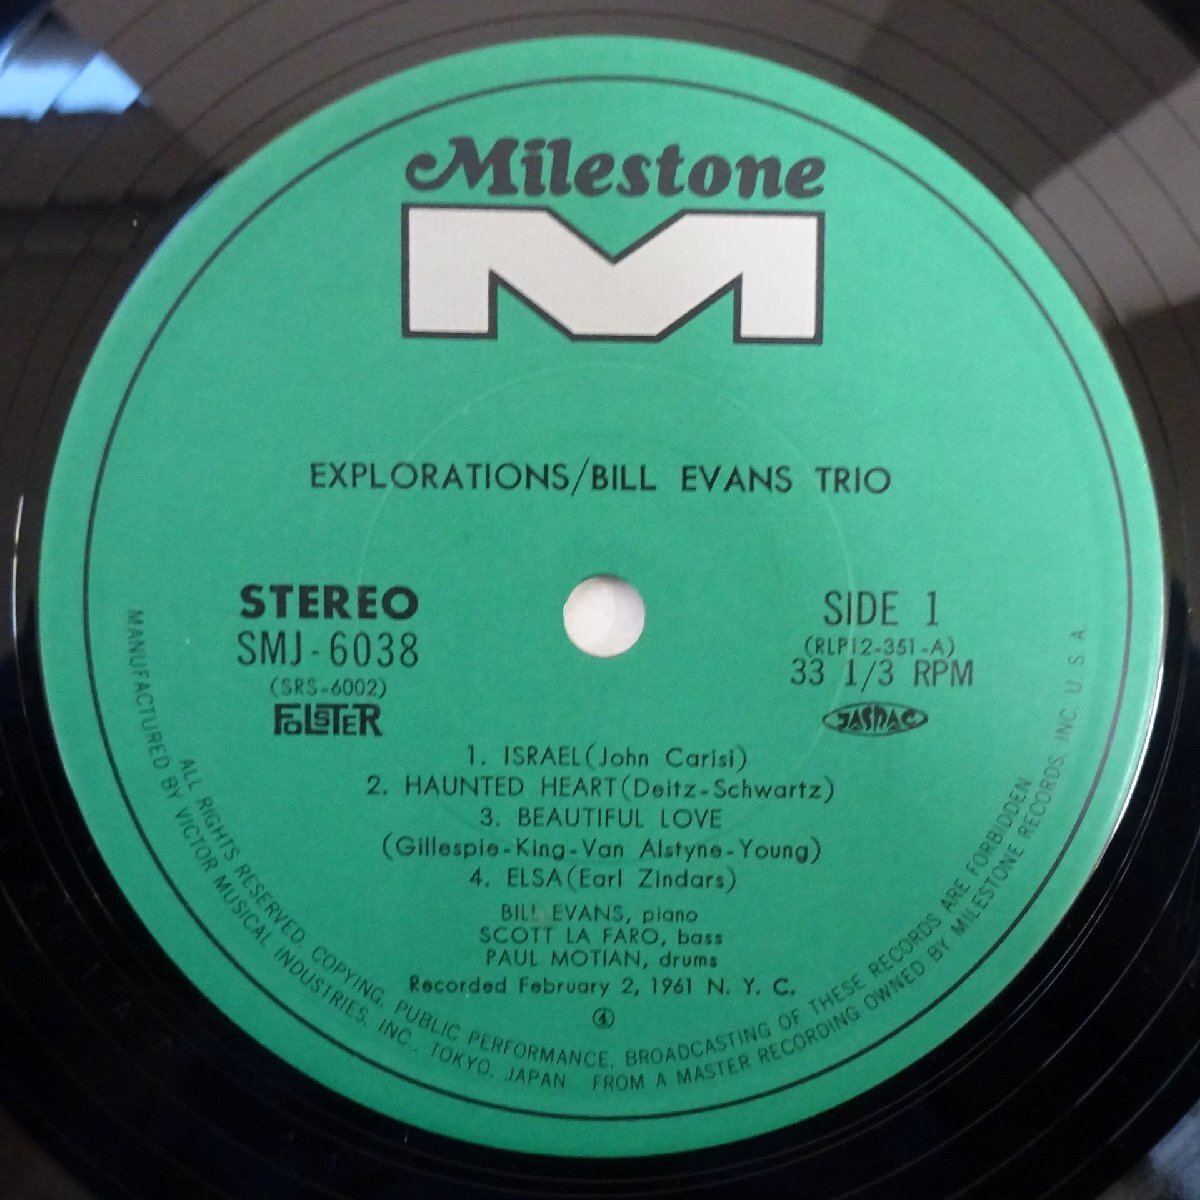 Milestone
EXPLORATIONS/BILL EVANS TRIO
STEREO
SMJ-6038
(SRS-6002)
FOLSTER
SIDE 1
(RLP12-351-A)
33 1/3 RPM
JASRAC
1. ISRAEL(John Carisi)
2. HAUNTED HEART(Deitz-Schwartz)
3. BEAUTIFUL LOVE
(Gillespie-King-Van Alstyne-Young)
4. ELSA(Earl Zindars)
BILL EVANS, piano
SCOTT LA FARO, bass
PAUL MOTIAN, drums
Recorded February 2, 1961 N. Y. C.
④
ALL RIGHTS RESERVED. COPYING, PUBLIC PERFORMANCE, BROADCASTING OF THESE RECORDS ARE FORBIDDEN
MANUFACTURED BY VICTOR MUSICAL INDUSTRIES, INC., TOKYO, JAPAN FROM A MASTER RECORDING OWNED BY MILESTONE RECORDS, INC. U. S. A.